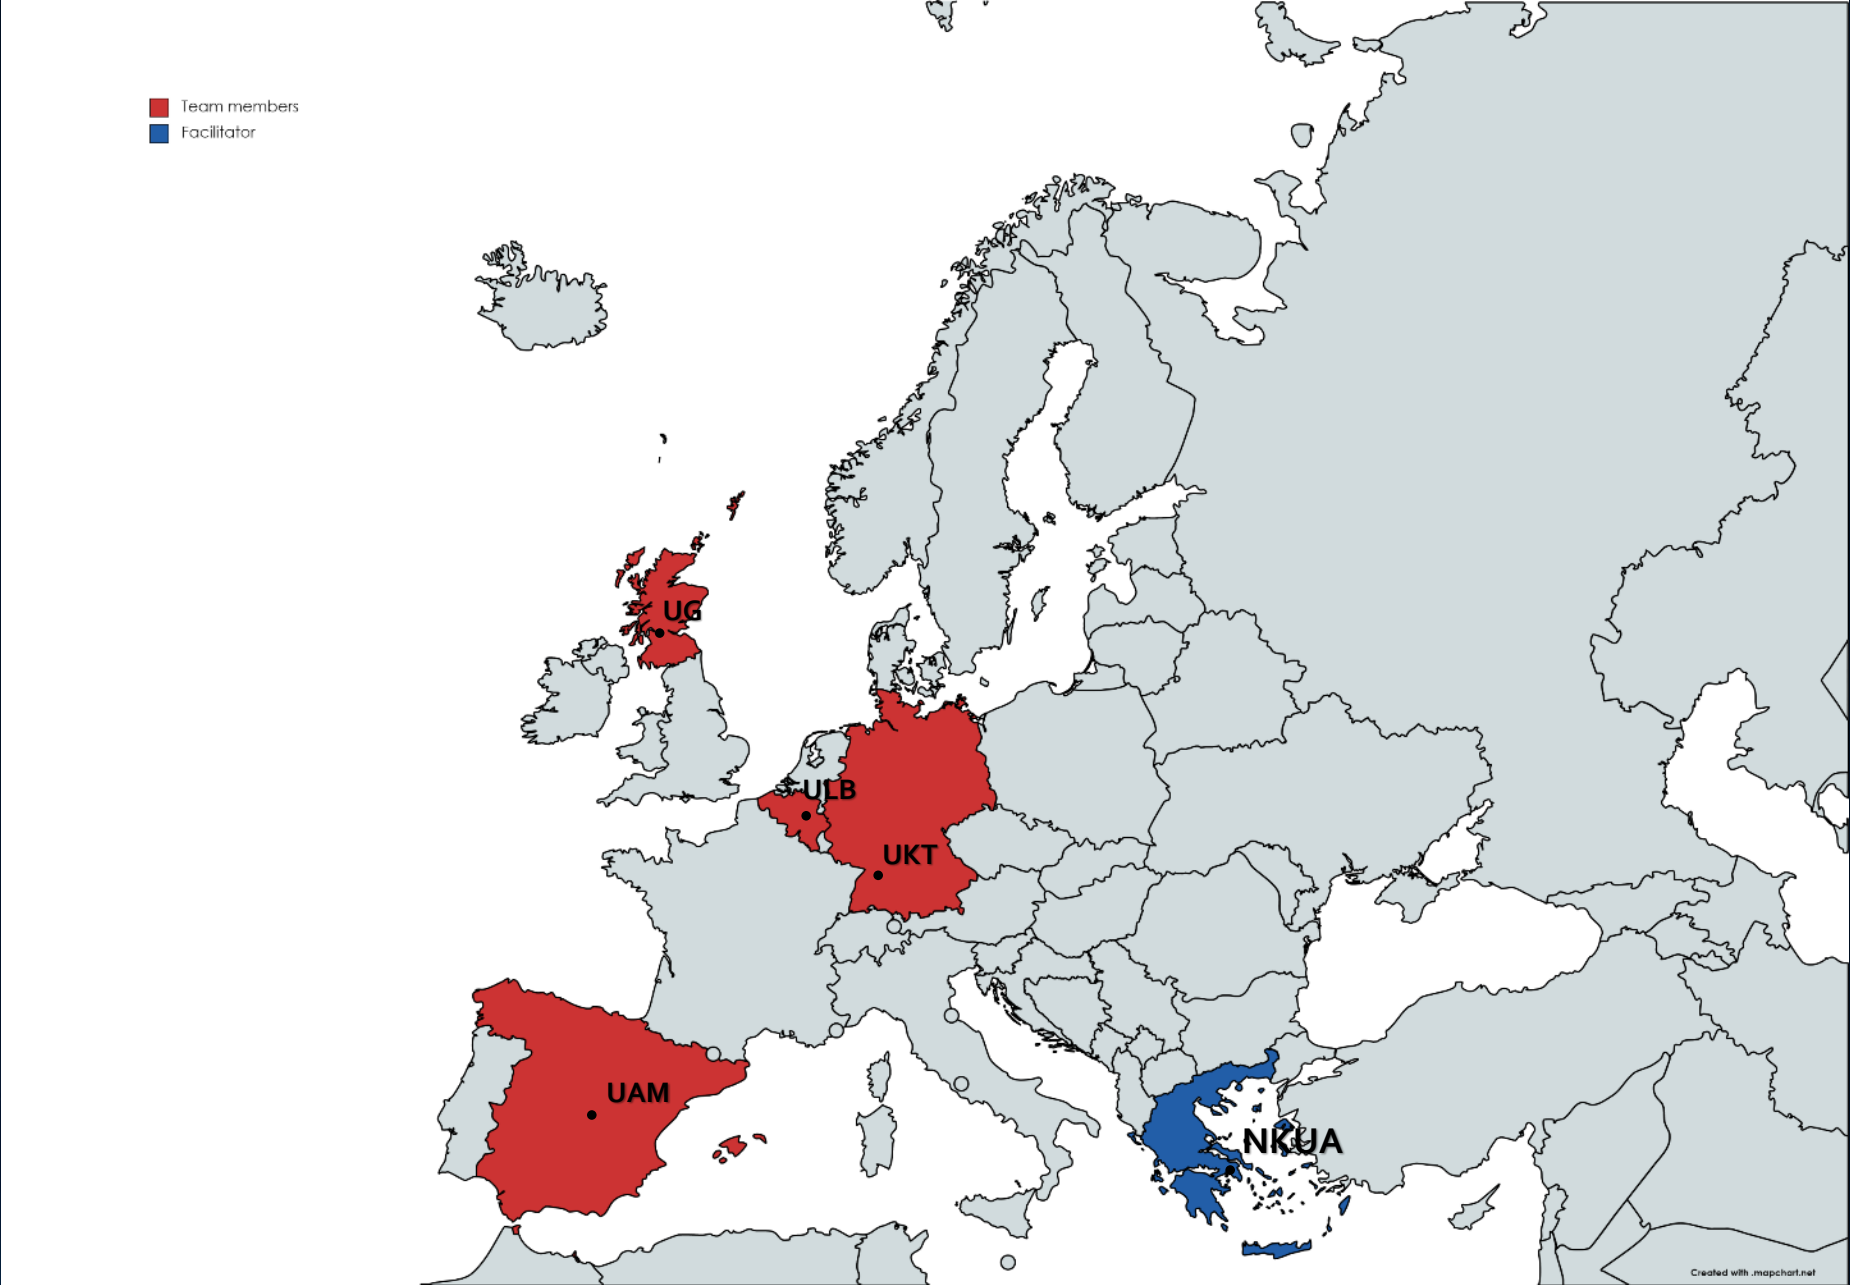 Team members
Facilitator
UG
ULB
UKT
UAM
NKUA
Created with .mapchart.net